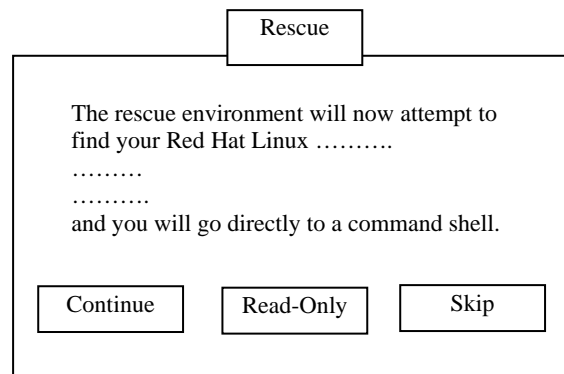 Rescue
The rescue environment will now attempt to
find your Red Hat Linux ……….
………
……….
and you will go directly to a command shell.
Continue
Read-Only
Skip